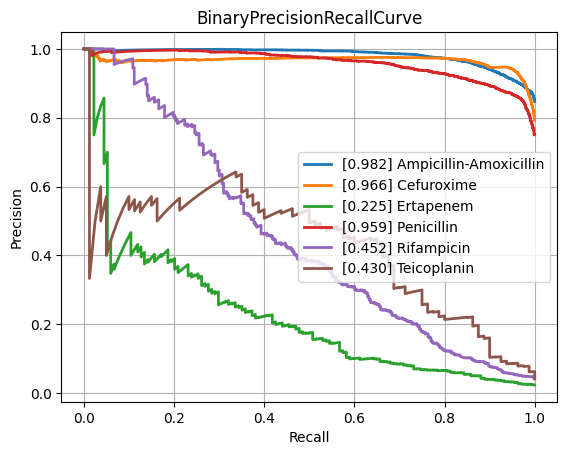 BinaryPrecisionRecallCurve
1.0
0.8
0.6
0.4
0.2
0.0
Precision
[0.982] Ampicillin-Amoxicillin
[0.966] Cefuroxime
[0.225] Ertapenem
[0.959] Penicillin
[0.452] Rifampicin
[0.430] Teicoplanin
0.0 0.2 0.4 0.6 0.8 1.0
Recall